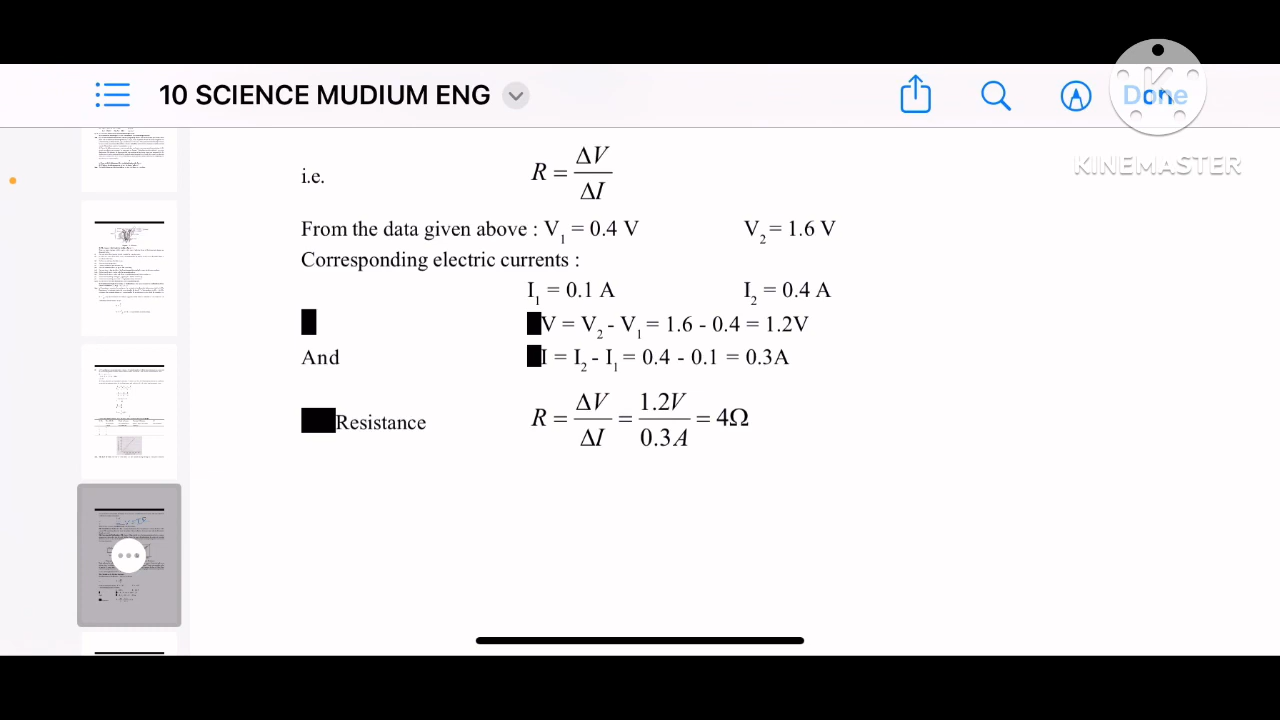 10 SCIENCE MUDIUM ENG
Done
KINEMASTER
i.e. R = ΔV/ΔI
From the data given above : V₁ = 0.4 V V₂ = 1.6 V
Corresponding electric currents :
I₁ = 0.1 A I₂ = 0.4 A
V = V₂ - V₁ = 1.6 - 0.4 = 1.2V
And I = I₂ - I₁ = 0.4 - 0.1 = 0.3A
Resistance R = ΔV/ΔI = 1.2V/0.3A = 4Ω